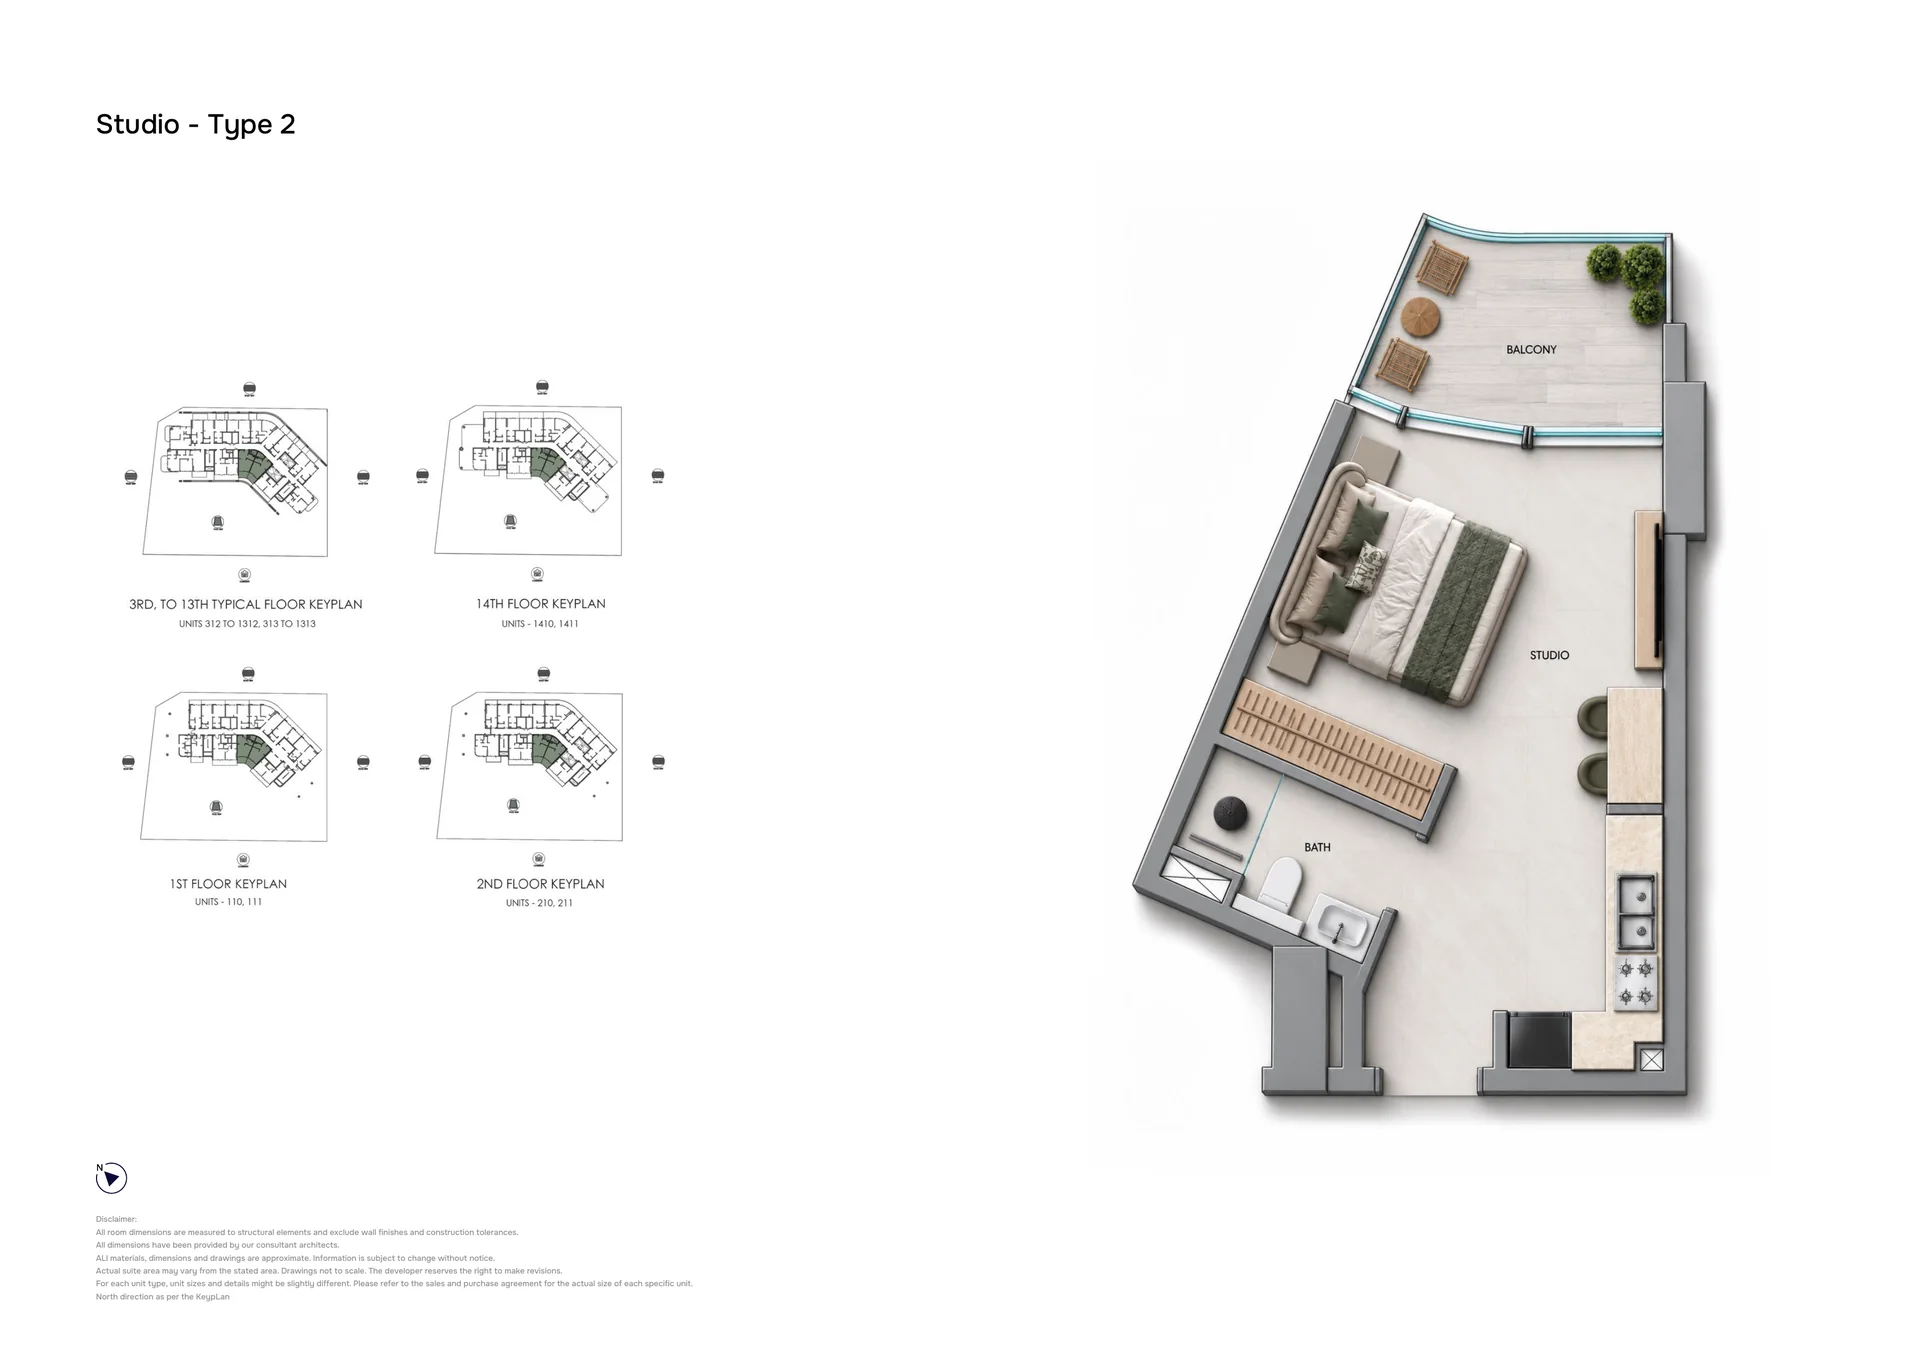 Studio - Type 2
BALCONY
STUDIO
BATH
3RD, TO 13TH TYPICAL FLOOR KEYPLAN
UNITS 312 TO 1312, 313 TO 1313
14TH FLOOR KEYPLAN
UNITS - 1410, 1411
1ST FLOOR KEYPLAN
UNITS - 110, 111
2ND FLOOR KEYPLAN
UNITS - 210, 211
N
Disclaimer:
All room dimensions are measured to structural elements and exclude wall finishes and construction tolerances.
All dimensions have been provided by our consultant architects.
ALl materials, dimensions and drawings are approximate. Information is subject to change without notice.
Actual suite area may vary from the stated area. Drawings not to scale. The developer reserves the right to make revisions.
For each unit type, unit sizes and details might be slightly different. Please refer to the sales and purchase agreement for the actual size of each specific unit.
North direction as per the KeypLan